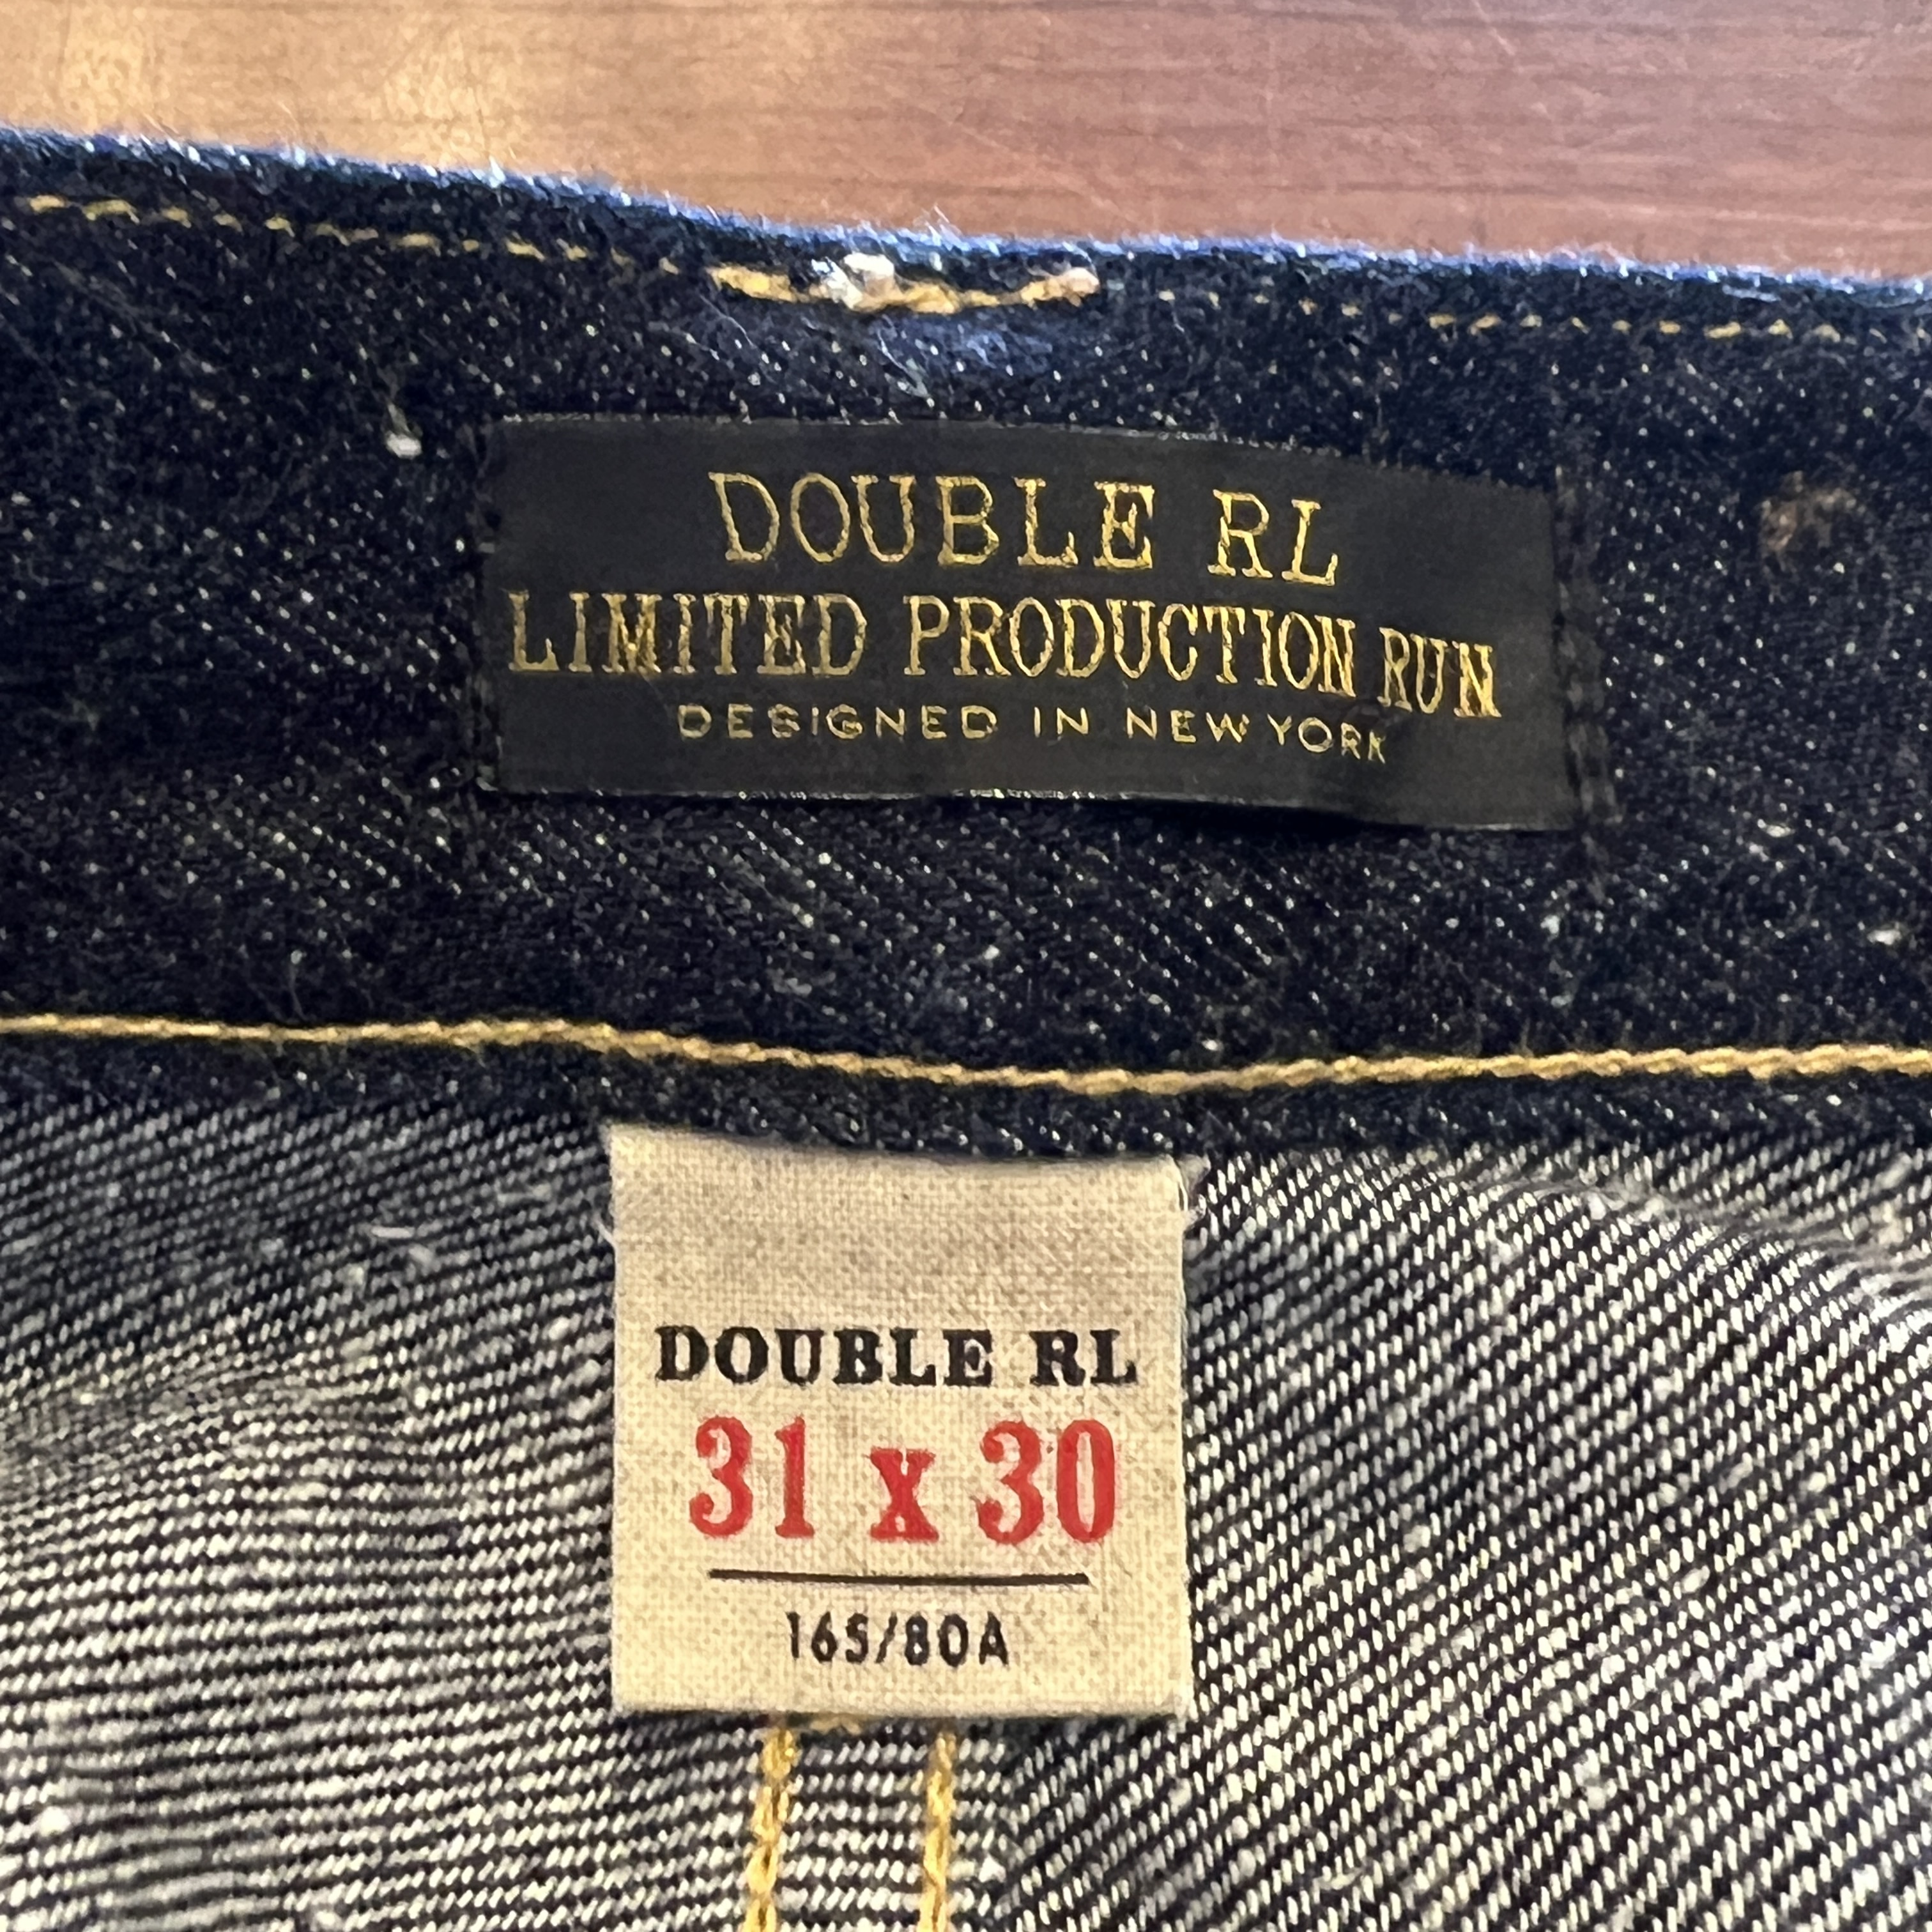 DOUBLE RL
LIMITED PRODUCTION RUN
DESIGNED IN NEW YORK
DOUBLE RL
31 x 30
165/80A